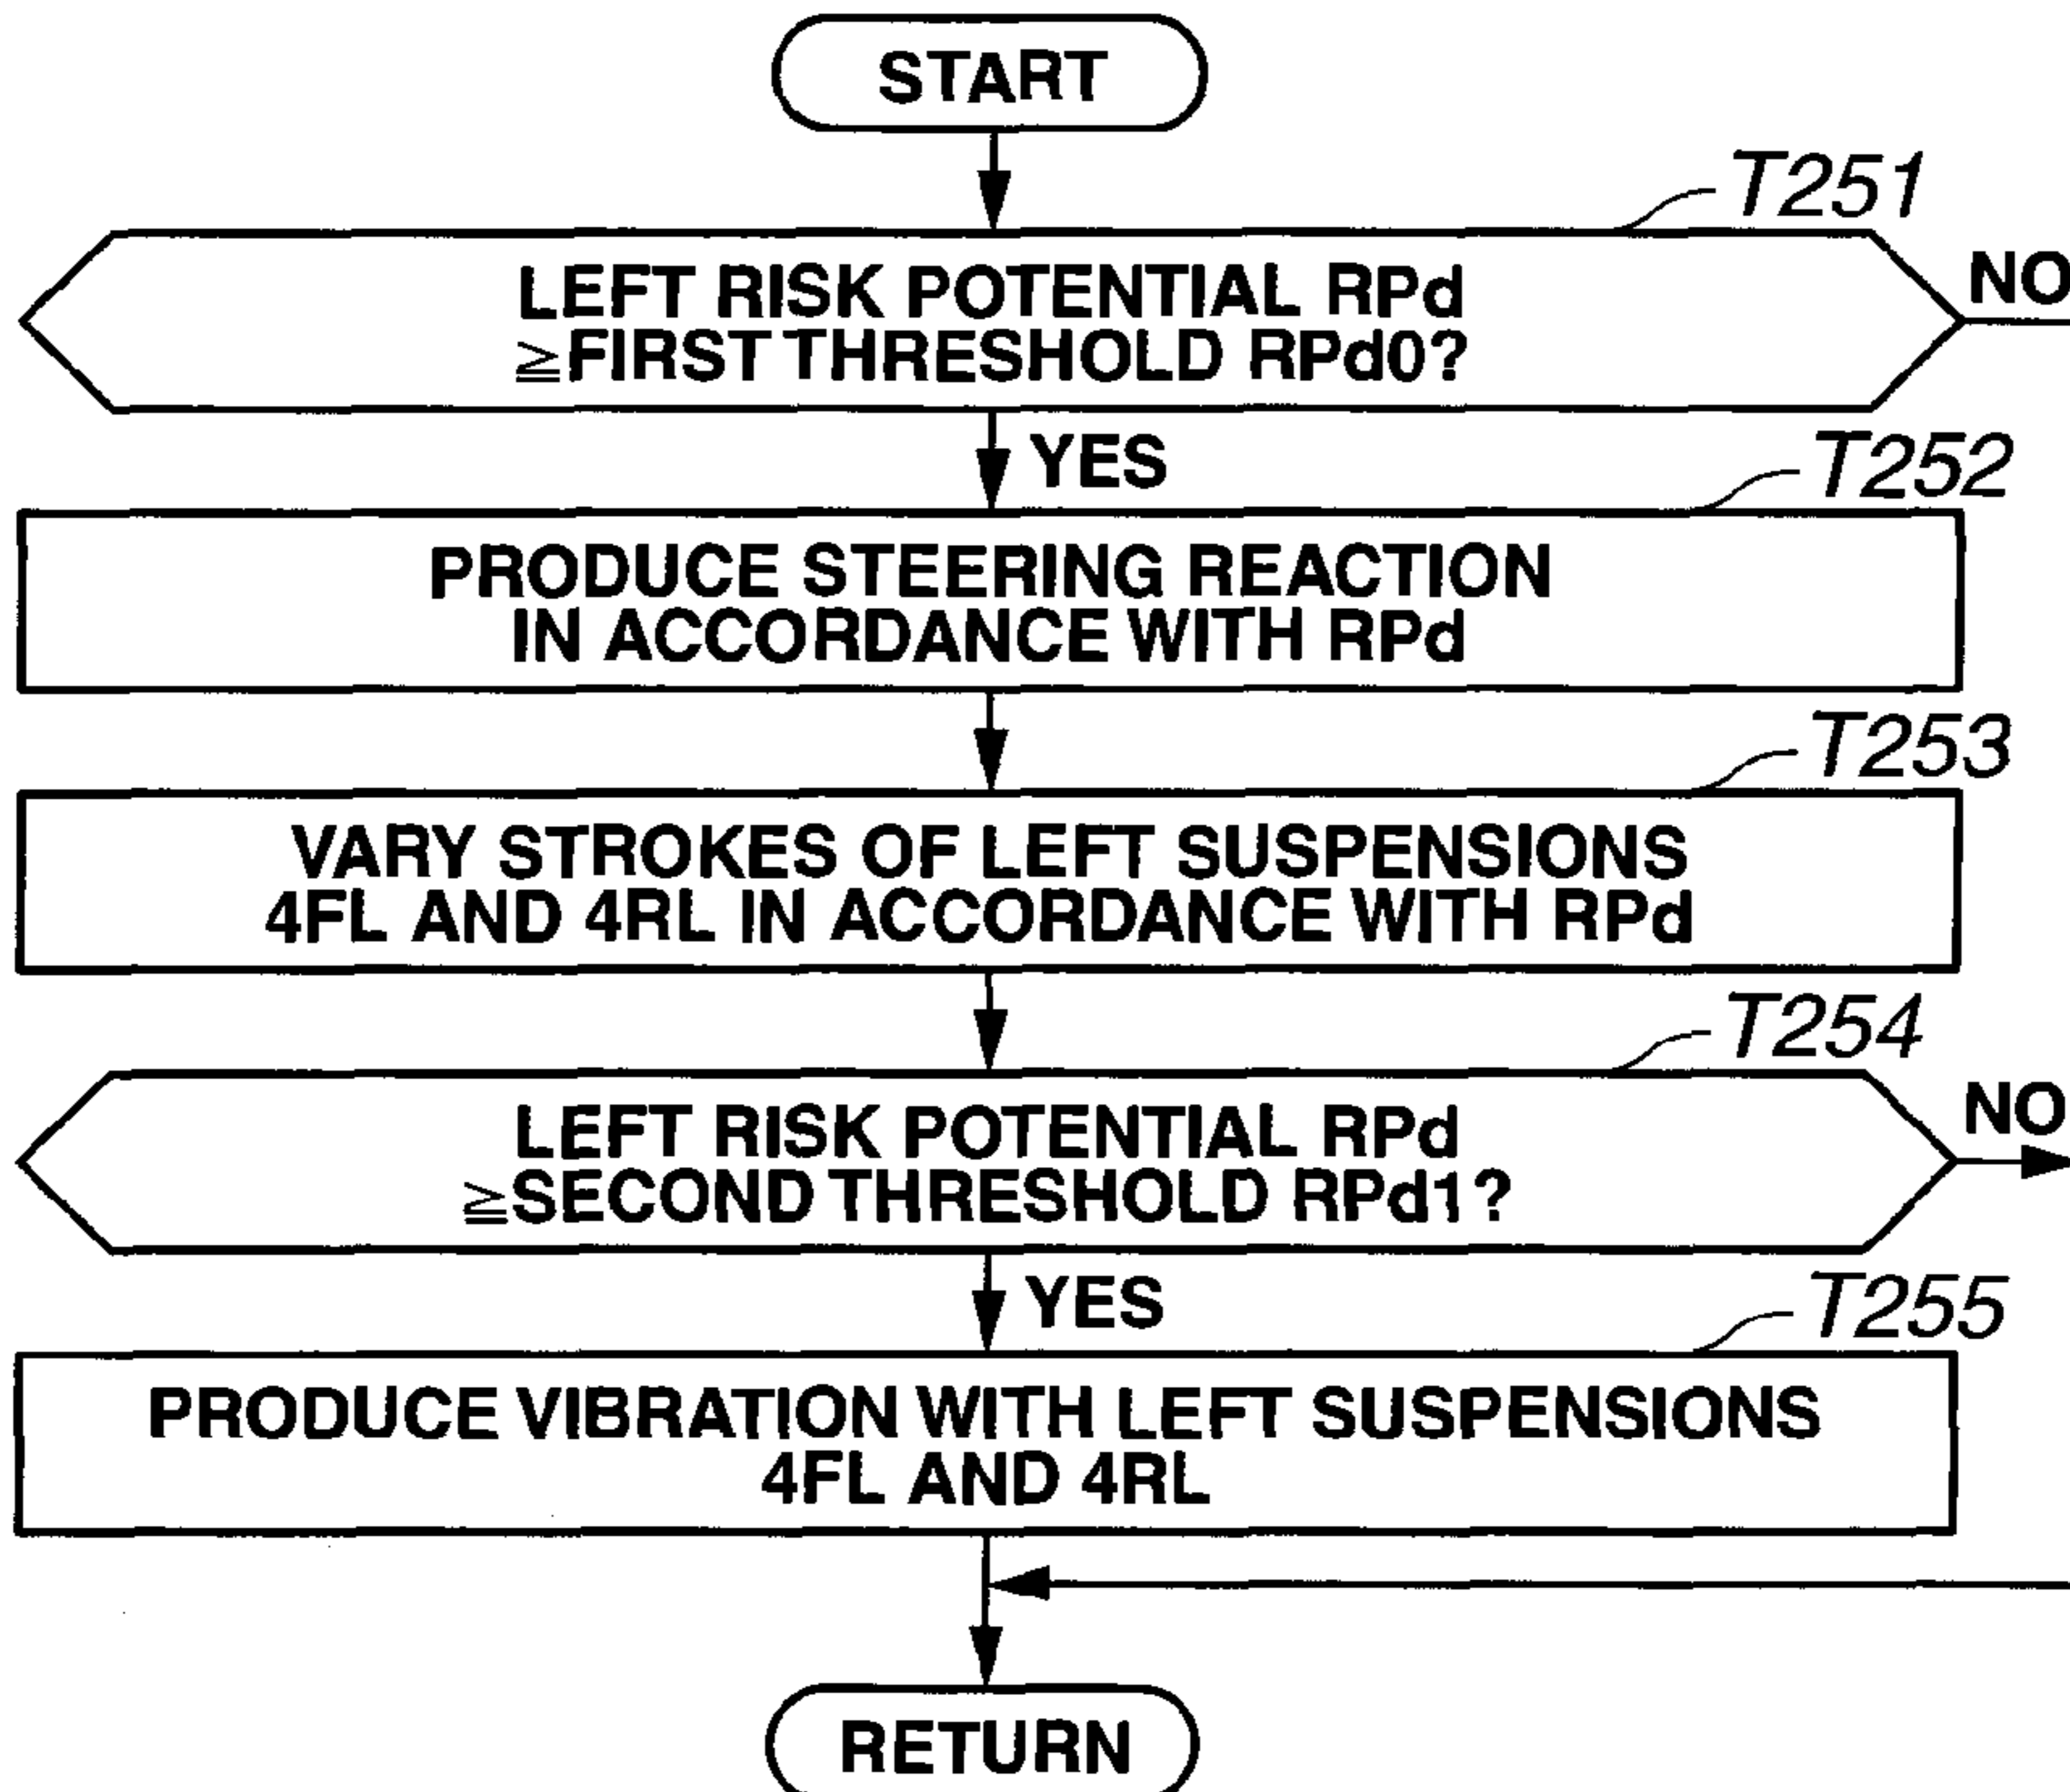 START
T251
LEFT RISK POTENTIAL RPd
≧FIRST THRESHOLD RPd0?
NO
YES
T252
PRODUCE STEERING REACTION
IN ACCORDANCE WITH RPd
T253
VARY STROKES OF LEFT SUSPENSIONS
4FL AND 4RL IN ACCORDANCE WITH RPd
T254
LEFT RISK POTENTIAL RPd
≧SECOND THRESHOLD RPd1?
NO
YES
T255
PRODUCE VIBRATION WITH LEFT SUSPENSIONS
4FL AND 4RL
RETURN